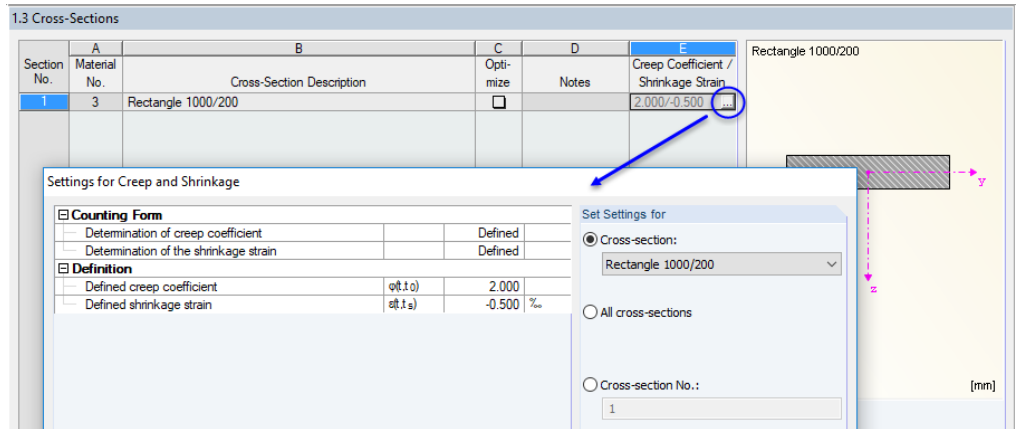 1.3 Cross-Sections
A B C D E
Section Material Opti- Creep Coefficient /
No. No. Cross-Section Description mize Notes Shrinkage Strain
1 3 Rectangle 1000/200 2.000/-0.500 ...
Rectangle 1000/200
y
z
[mm]
Settings for Creep and Shrinkage
Counting Form
Determination of creep coefficient Defined
Determination of the shrinkage strain Defined
Definition
Defined creep coefficient φ(t,t0) 2.000
Defined shrinkage strain ε(t,ts) -0.500 ‰
Set Settings for
Cross-section:
Rectangle 1000/200
All cross-sections
Cross-section No.:
1